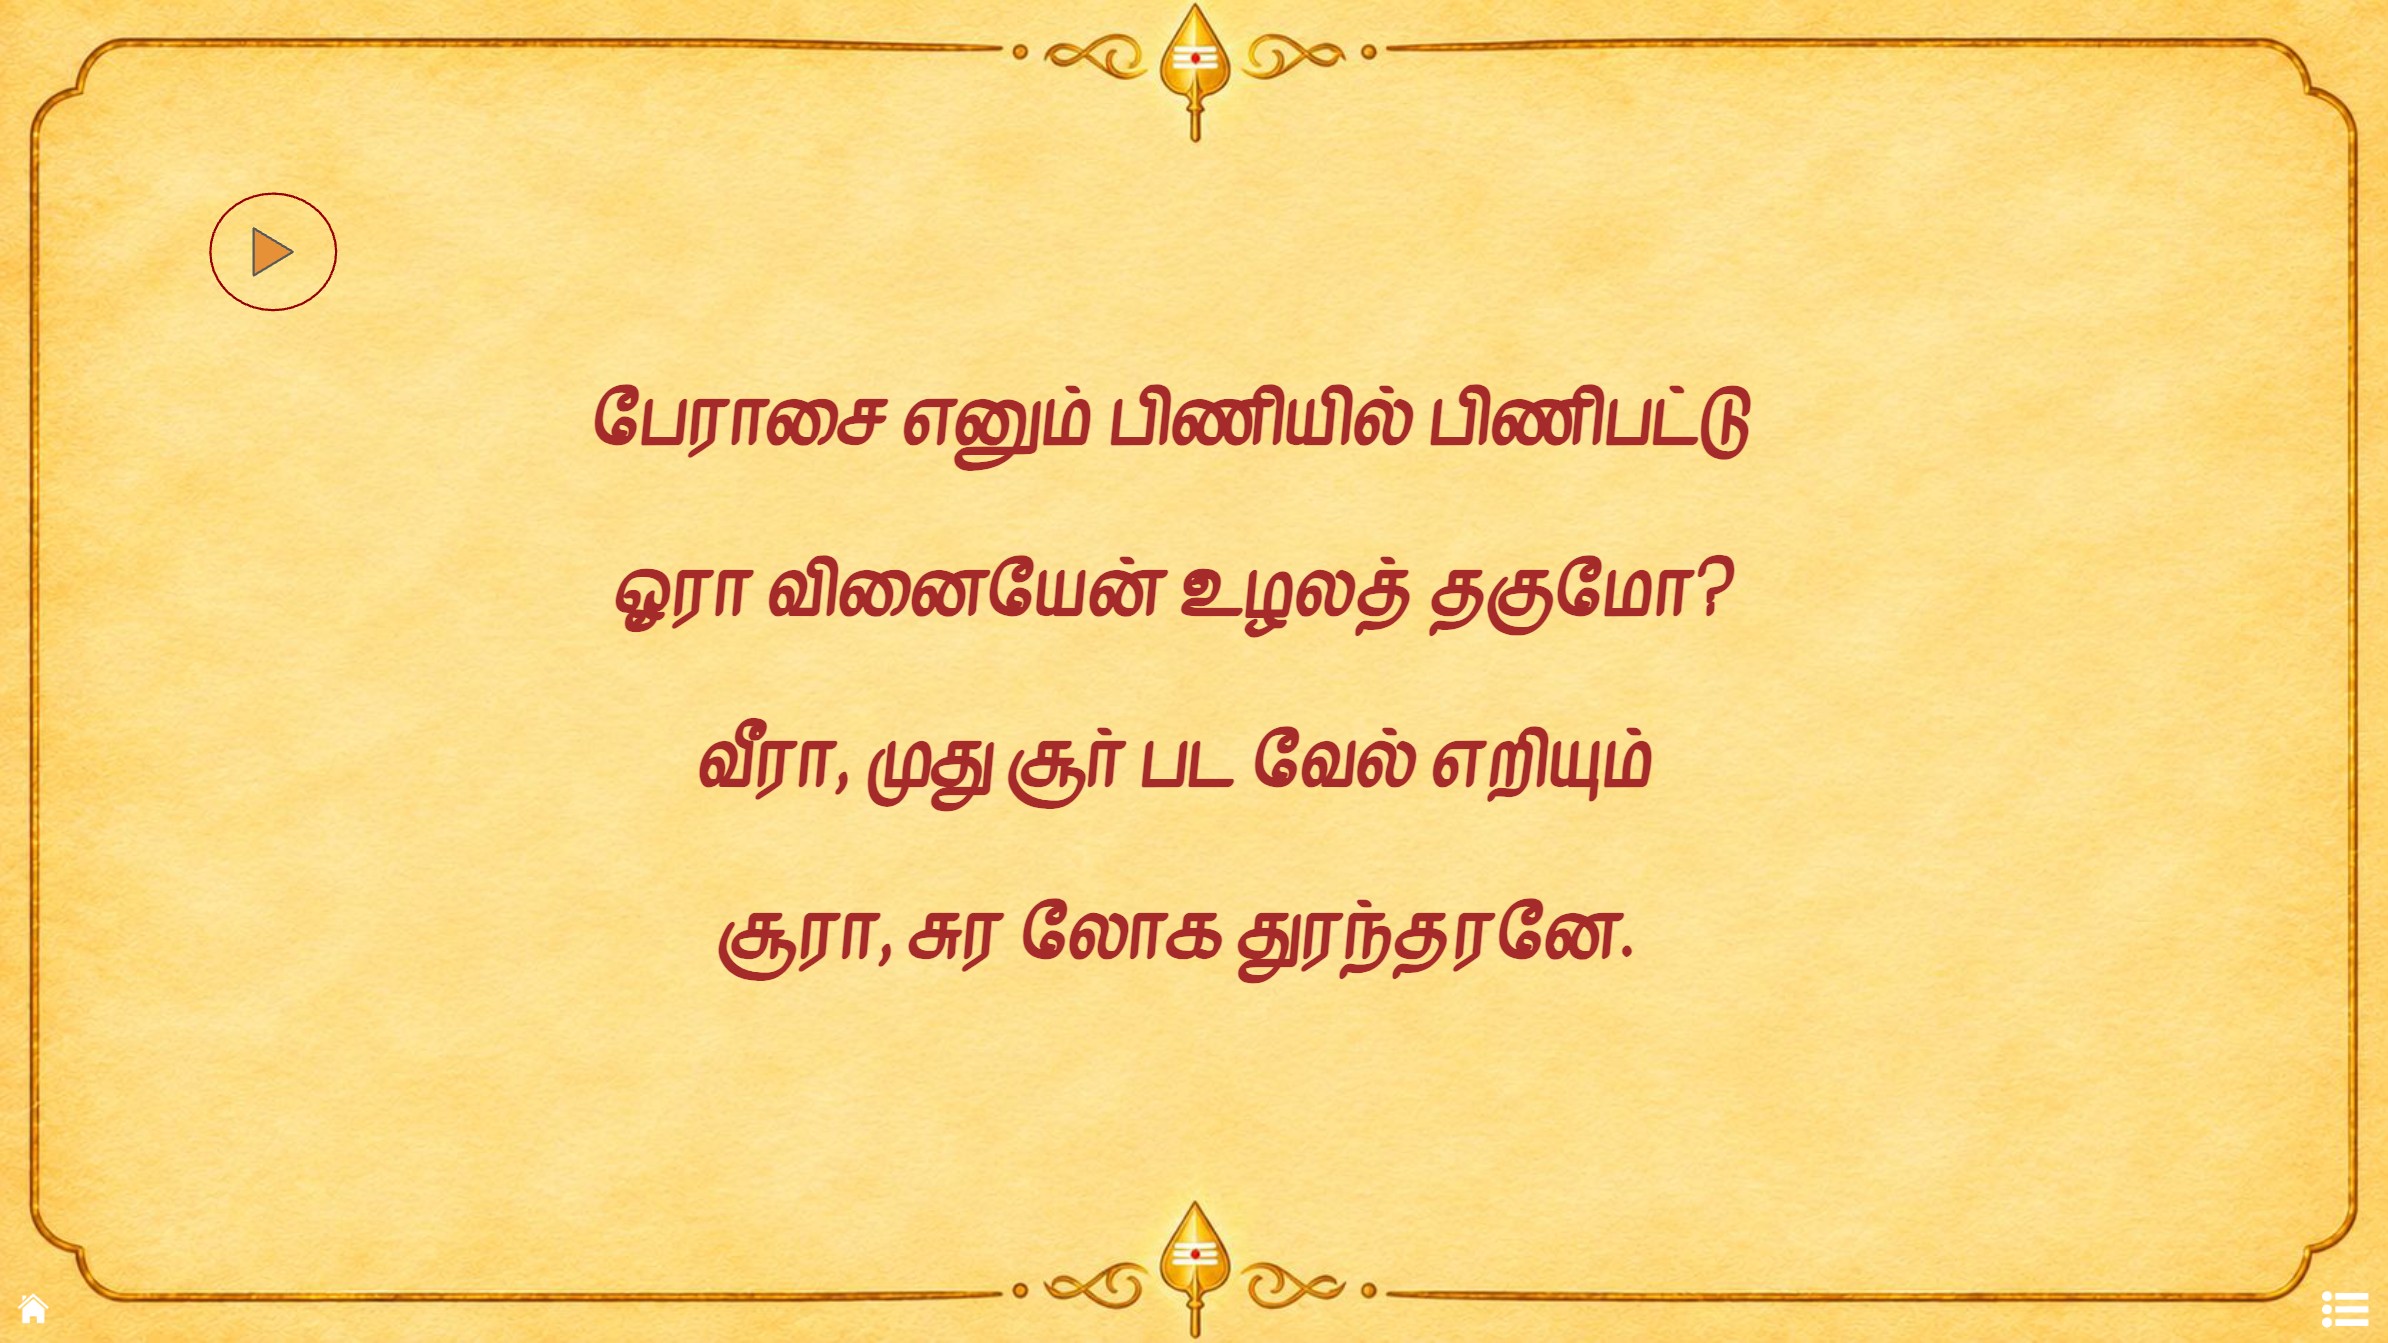 பேராசை எனும் பிணியில் பிணிபட்டு
ஓரா வினையேன் உழலத் தகுமோ?
வீரா, முது சூர் பட வேல் எறியும்
சூரா, சுர லோக துரந்தரனே.